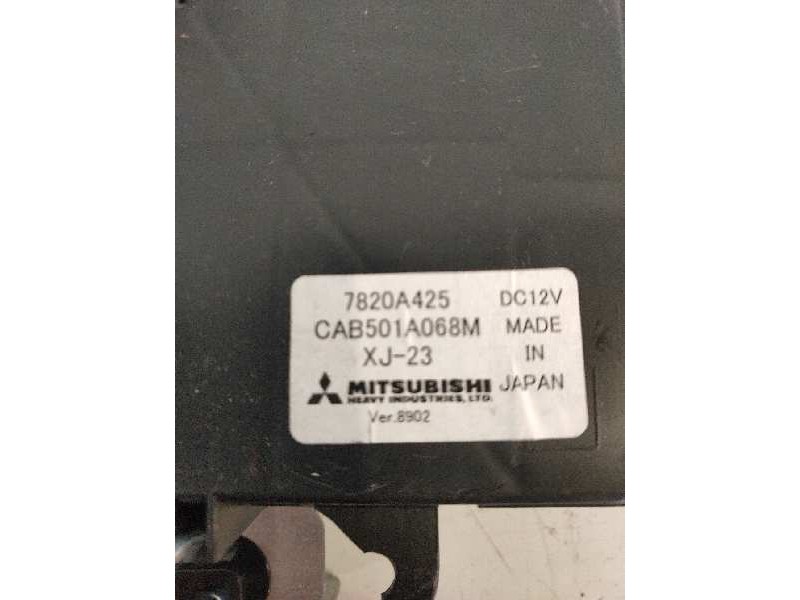 7820A425 DC12V
CAB501A068M MADE
XJ-23 IN
MITSUBISHI JAPAN
HEAVY INDUSTRIES, LTD.
Ver.8902